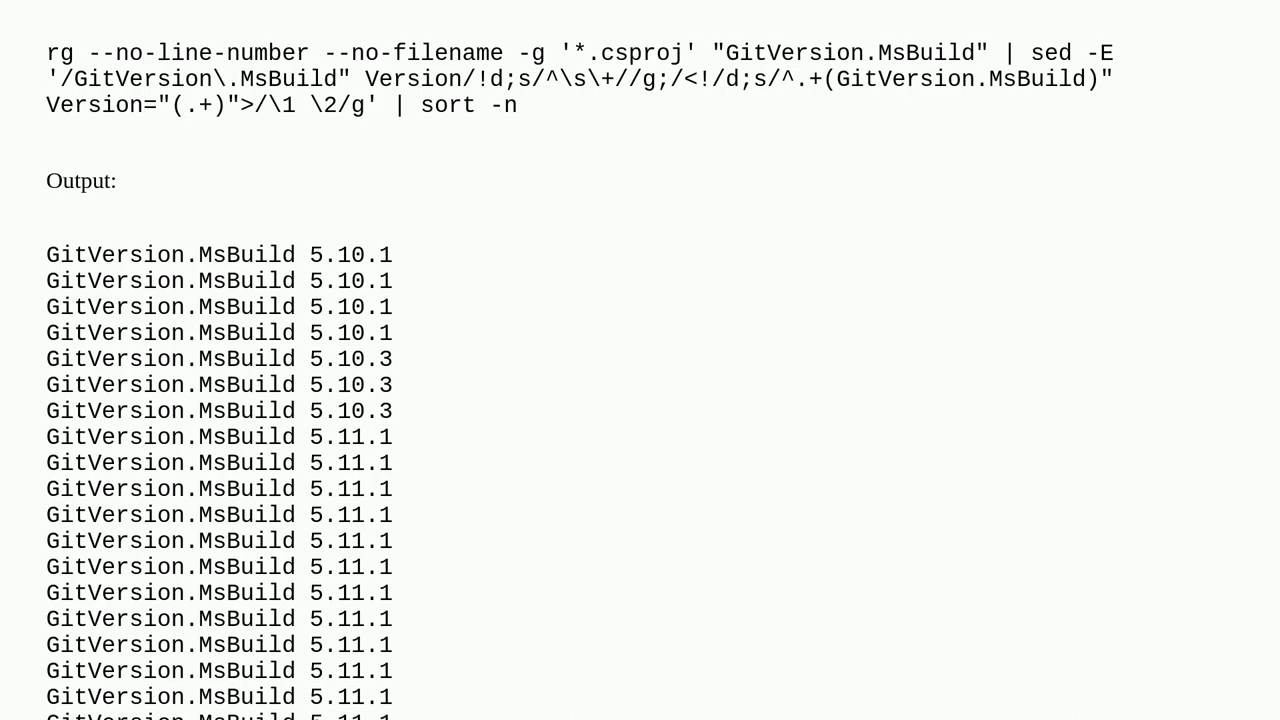 rg --no-line-number --no-filename -g '*.csproj' "GitVersion.MsBuild" | sed -E
'/GitVersion\.MsBuild" Version/!d;s/^\s\+//g;/<!/d;s/^.+(GitVersion.MsBuild)"
Version="(.+)">/\1 \2/g' | sort -n
Output:
GitVersion.MsBuild 5.10.1
GitVersion.MsBuild 5.10.1
GitVersion.MsBuild 5.10.1
GitVersion.MsBuild 5.10.1
GitVersion.MsBuild 5.10.3
GitVersion.MsBuild 5.10.3
GitVersion.MsBuild 5.10.3
GitVersion.MsBuild 5.11.1
GitVersion.MsBuild 5.11.1
GitVersion.MsBuild 5.11.1
GitVersion.MsBuild 5.11.1
GitVersion.MsBuild 5.11.1
GitVersion.MsBuild 5.11.1
GitVersion.MsBuild 5.11.1
GitVersion.MsBuild 5.11.1
GitVersion.MsBuild 5.11.1
GitVersion.MsBuild 5.11.1
GitVersion.MsBuild 5.11.1
GitVersion.MsBuild 5.11.1